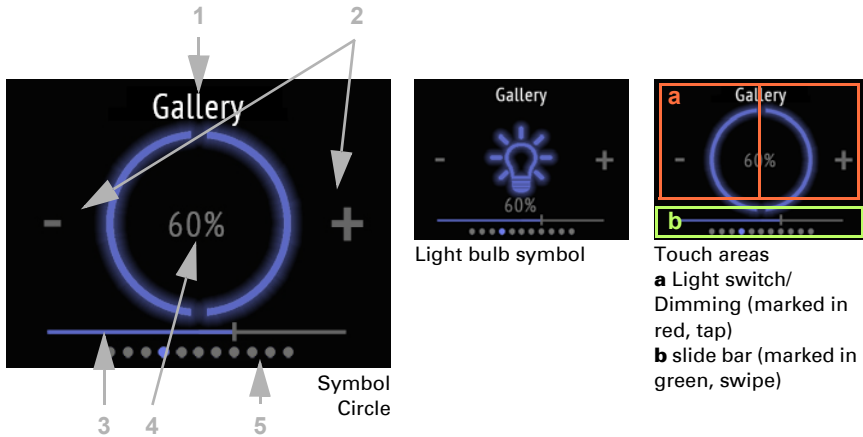 1
2
Gallery
-
60%
+
3
4
5
Symbol
Circle
Gallery
-
+
60%
Light bulb symbol
a
Gallery
-
60%
+
b
Touch areas
a Light switch/
Dimming (marked in
red, tap)
b slide bar (marked in
green, swipe)